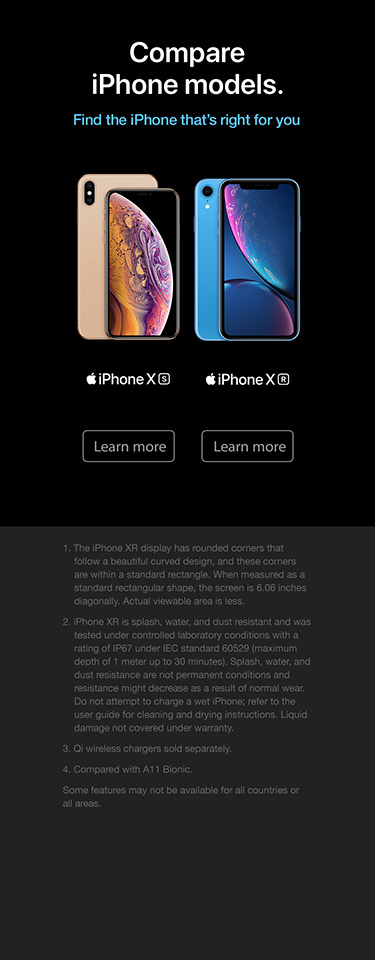 Compare
iPhone models.
Find the iPhone that's right for you
iPhone XS
iPhone XR
Learn more
Learn more
1. The iPhone XR display has rounded corners that
follow a beautiful curved design, and these corners
are within a standard rectangle. When measured as a
standard rectangular shape, the screen is 6.06 inches
diagonally. Actual viewable area is less.
2. iPhone XR is splash, water, and dust resistant and was
tested under controlled laboratory conditions with a
rating of IP67 under IEC standard 60529 (maximum
depth of 1 meter up to 30 minutes). Splash, water, and
dust resistance are not permanent conditions and
resistance might decrease as a result of normal wear.
Do not attempt to charge a wet iPhone; refer to the
user guide for cleaning and drying instructions. Liquid
damage not covered under warranty.
3. Qi wireless chargers sold separately.
4. Compared with A11 Bionic.
Some features may not be available for all countries or
all areas.